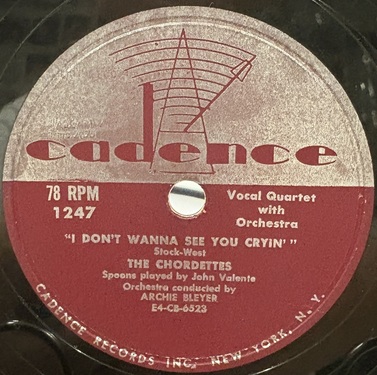 cadence
78 RPM
1247
Vocal Quartet
with
Orchestra
"I DON'T WANNA SEE YOU CRYIN'"
Stock-West
THE CHORDETTES
Spoons played by John Valente
Orchestra conducted by
ARCHIE BLEYER
E4-CB-6523
CADENCE RECORDS INC. NEW YORK, N. Y.